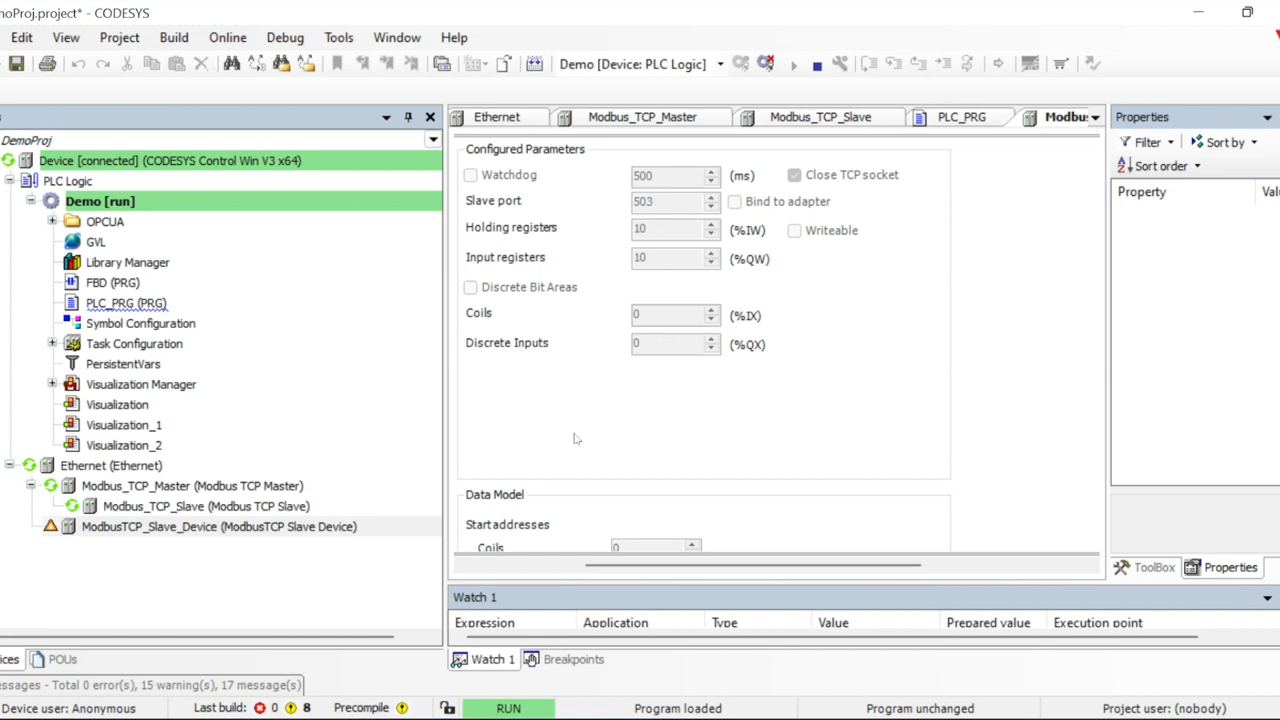 noProj.project* - CODESYS
Edit View Project Build Online Debug Tools Window Help
Demo [Device: PLC Logic]
DemoProj
Device [connected] (CODESYS Control Win V3 x64)
PLC Logic
Demo [run]
OPCUA
GVL
Library Manager
FBD (PRG)
PLC_PRG (PRG)
Symbol Configuration
Task Configuration
PersistentVars
Visualization Manager
Visualization
Visualization_1
Visualization_2
Ethernet (Ethernet)
Modbus_TCP_Master (Modbus TCP Master)
Modbus_TCP_Slave (Modbus TCP Slave)
ModbusTCP_Slave_Device (ModbusTCP Slave Device)
ices POUs
essages - Total 0 error(s), 15 warning(s), 17 message(s)
Ethernet Modbus_TCP_Master Modbus_TCP_Slave PLC_PRG Modbu
Configured Parameters
Watchdog 500 (ms) Close TCP socket
Slave port 503 Bind to adapter
Holding registers 10 (%IW) Writeable
Input registers 10 (%QW)
Discrete Bit Areas
Coils 0 (%IX)
Discrete Inputs 0 (%QX)
Data Model
Start addresses
Coils 0
Properties
Filter Sort by
Sort order
Property Val
ToolBox Properties
Watch 1
Expression Application Type Value Prepared value Execution point
Watch 1 Breakpoints
Device user: Anonymous Last build: 0 8 Precompile RUN Program loaded Program unchanged Project user: (nobody)